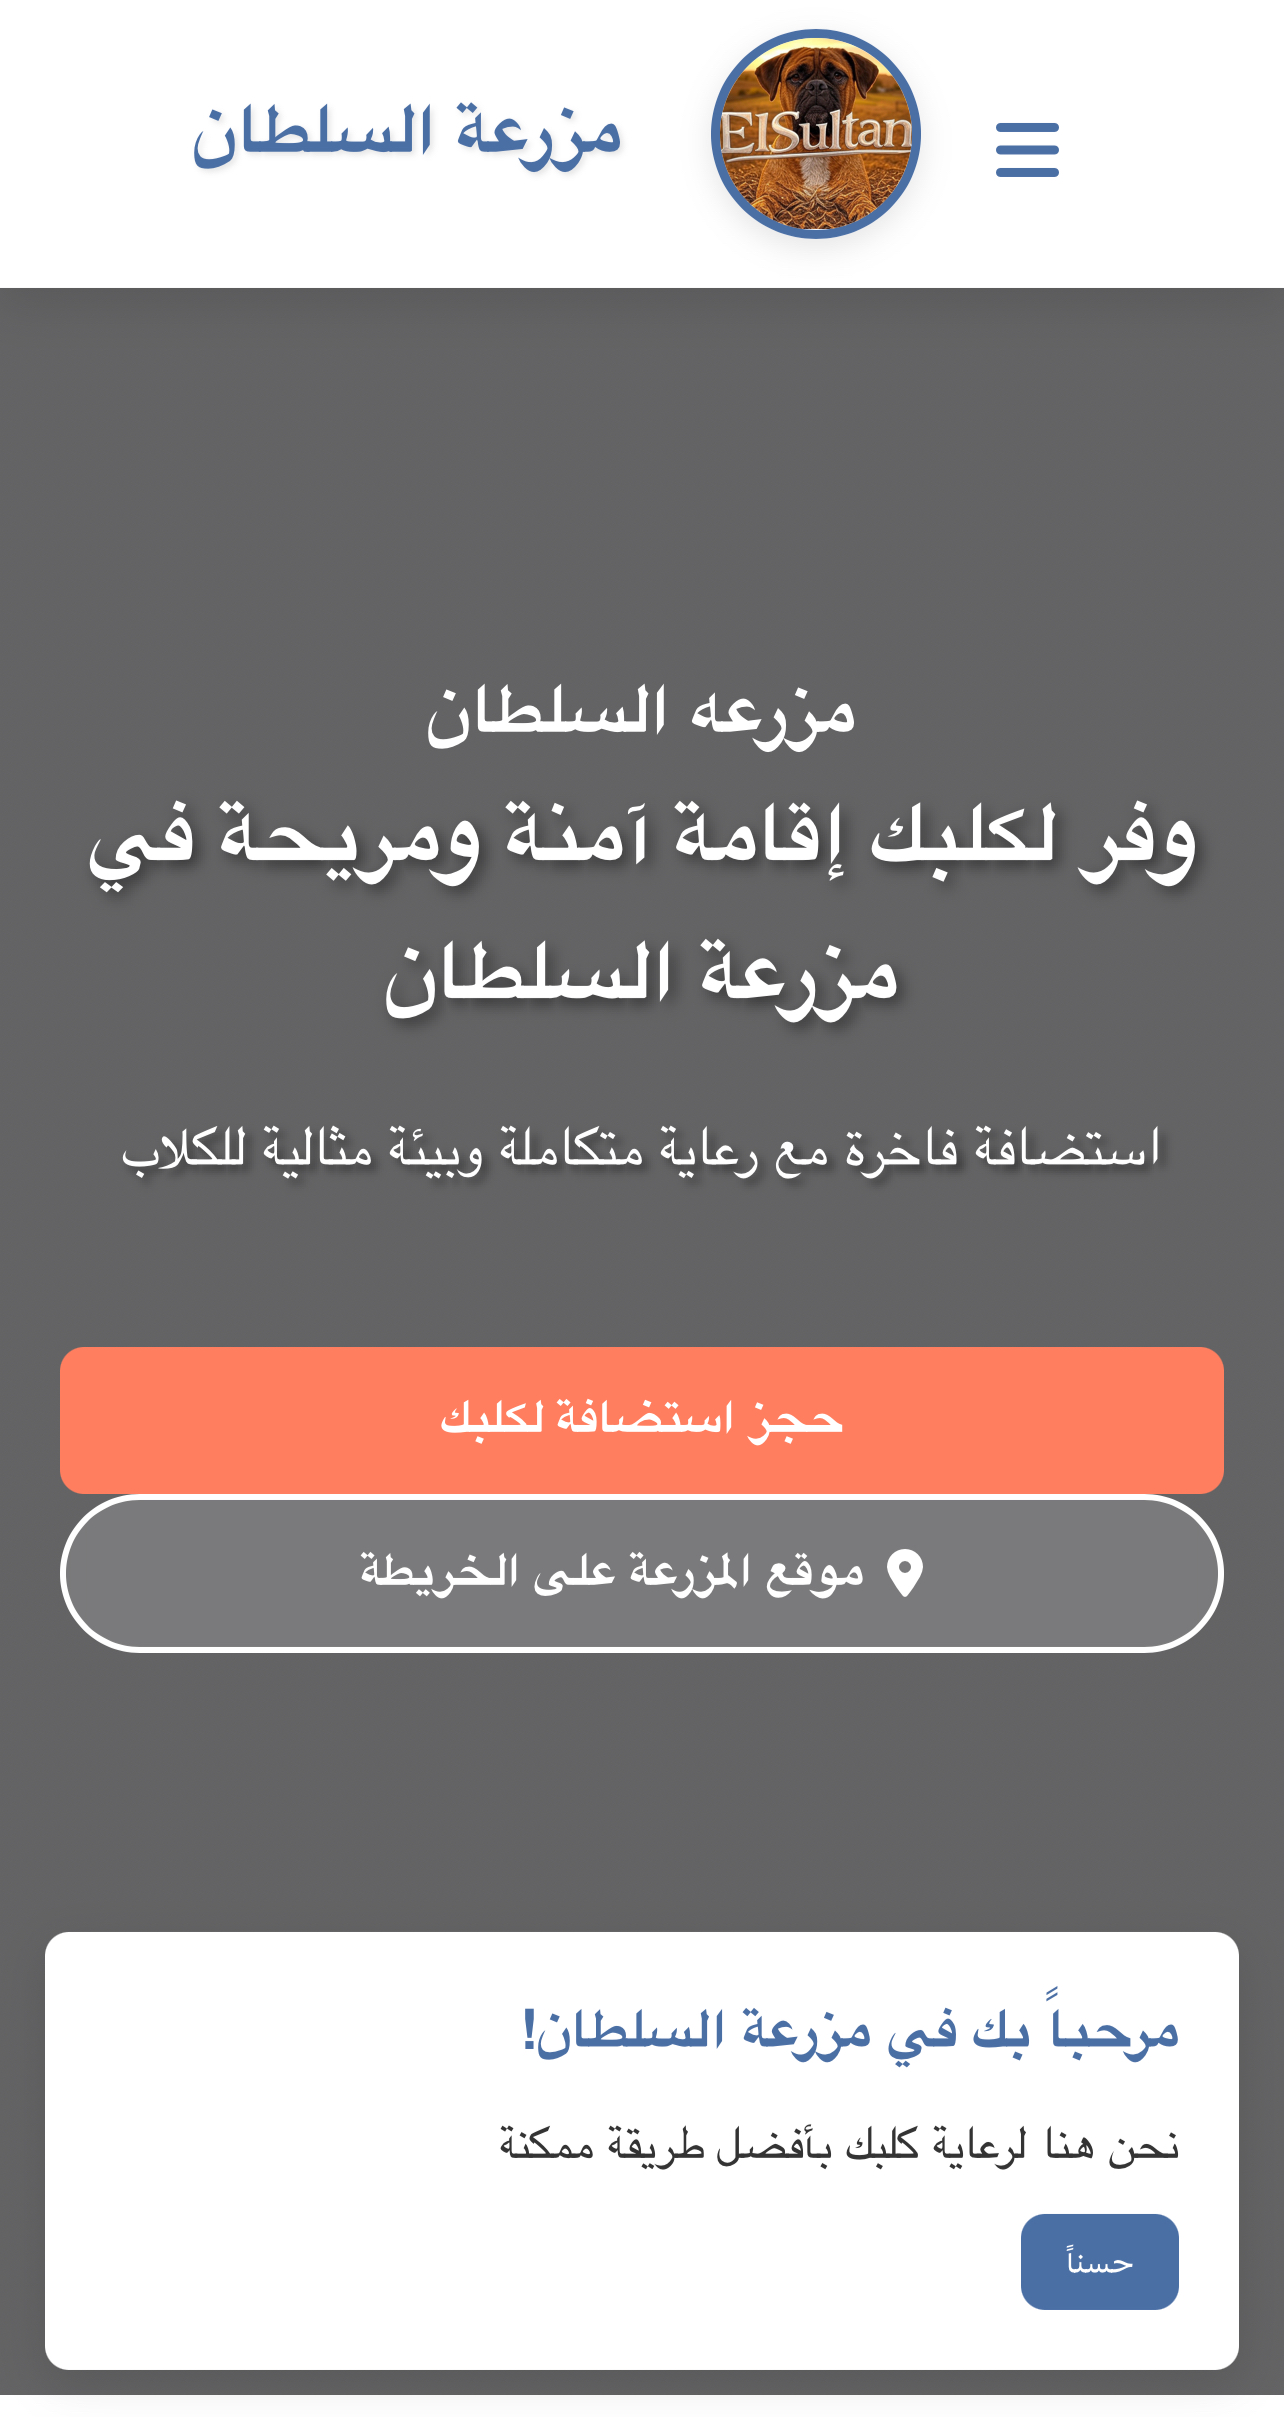 مزرعة السلطان
ElSultan
مزرعه السلطان
وفر لكلبك إقامة آمنة ومريحة في
مزرعة السلطان
استضافة فاخرة مع رعاية متكاملة وبيئة مثالية للكلاب
حجز استضافة لكلبك
موقع المزرعة على الخريطة
مرحباً بك في مزرعة السلطان!
نحن هنا لرعاية كلبك بأفضل طريقة ممكنة
حسناً